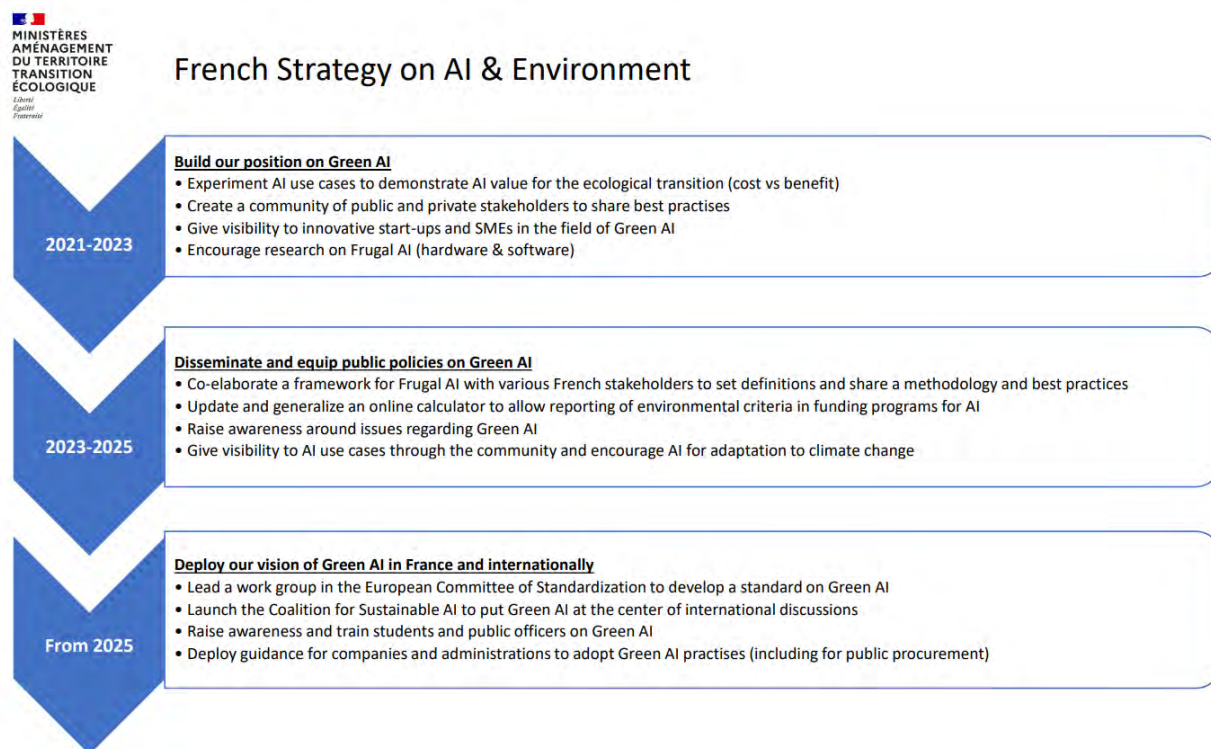 MINISTÈRES
AMÉNAGEMENT
DU TERRITOIRE
TRANSITION
ÉCOLOGIQUE
Liberté
Égalité
Fraternité
French Strategy on AI & Environment
2021-2023
Build our position on Green AI
• Experiment AI use cases to demonstrate AI value for the ecological transition (cost vs benefit)
• Create a community of public and private stakeholders to share best practises
• Give visibility to innovative start-ups and SMEs in the field of Green AI
• Encourage research on Frugal AI (hardware & software)
2023-2025
Disseminate and equip public policies on Green AI
• Co-elaborate a framework for Frugal AI with various French stakeholders to set definitions and share a methodology and best practices
• Update and generalize an online calculator to allow reporting of environmental criteria in funding programs for AI
• Raise awareness around issues regarding Green AI
• Give visibility to AI use cases through the community and encourage AI for adaptation to climate change
From 2025
Deploy our vision of Green AI in France and internationally
• Lead a work group in the European Committee of Standardization to develop a standard on Green AI
• Launch the Coalition for Sustainable AI to put Green AI at the center of international discussions
• Raise awareness and train students and public officers on Green AI
• Deploy guidance for companies and administrations to adopt Green AI practises (including for public procurement)